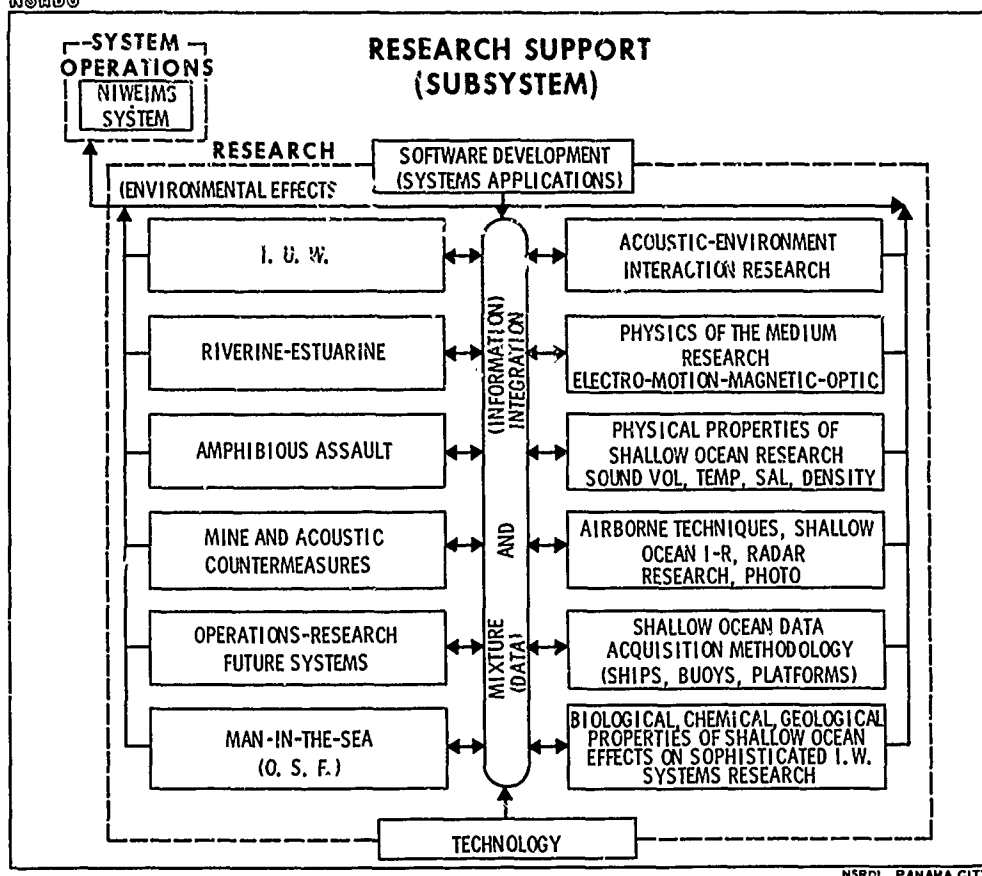 SYSTEM
OPERATIONS
NIWEIMS
SYSTEM
RESEARCH SUPPORT
(SUBSYSTEM)
RESEARCH
(ENVIRONMENTAL EFFECTS
SOFTWARE DEVELOPMENT
(SYSTEMS APPLICATIONS)
I. U. W.
RIVERINE-ESTUARINE
AMPHIBIOUS ASSAULT
MINE AND ACOUSTIC
COUNTERMEASURES
OPERATIONS-RESEARCH
FUTURE SYSTEMS
MAN-IN-THE-SEA
(O. S. F.)
MIXTURE AND INTEGRATION
(DATA) (INFORMATION)
ACOUSTIC-ENVIRONMENT
INTERACTION RESEARCH
PHYSICS OF THE MEDIUM
RESEARCH
ELECTRO-MOTION-MAGNETIC-OPTIC
PHYSICAL PROPERTIES OF
SHALLOW OCEAN RESEARCH
SOUND VOL, TEMP, SAL, DENSITY
AIRBORNE TECHNIQUES, SHALLOW
OCEAN I-R, RADAR
RESEARCH, PHOTO
SHALLOW OCEAN DATA
ACQUISITION METHODOLOGY
(SHIPS, BUOYS, PLATFORMS)
BIOLOGICAL, CHEMICAL, GEOLOGICAL
PROPERTIES OF SHALLOW OCEAN
EFFECTS ON SOPHISTICATED I.W.
SYSTEMS RESEARCH
TECHNOLOGY
NSRDL PANAMA CITY